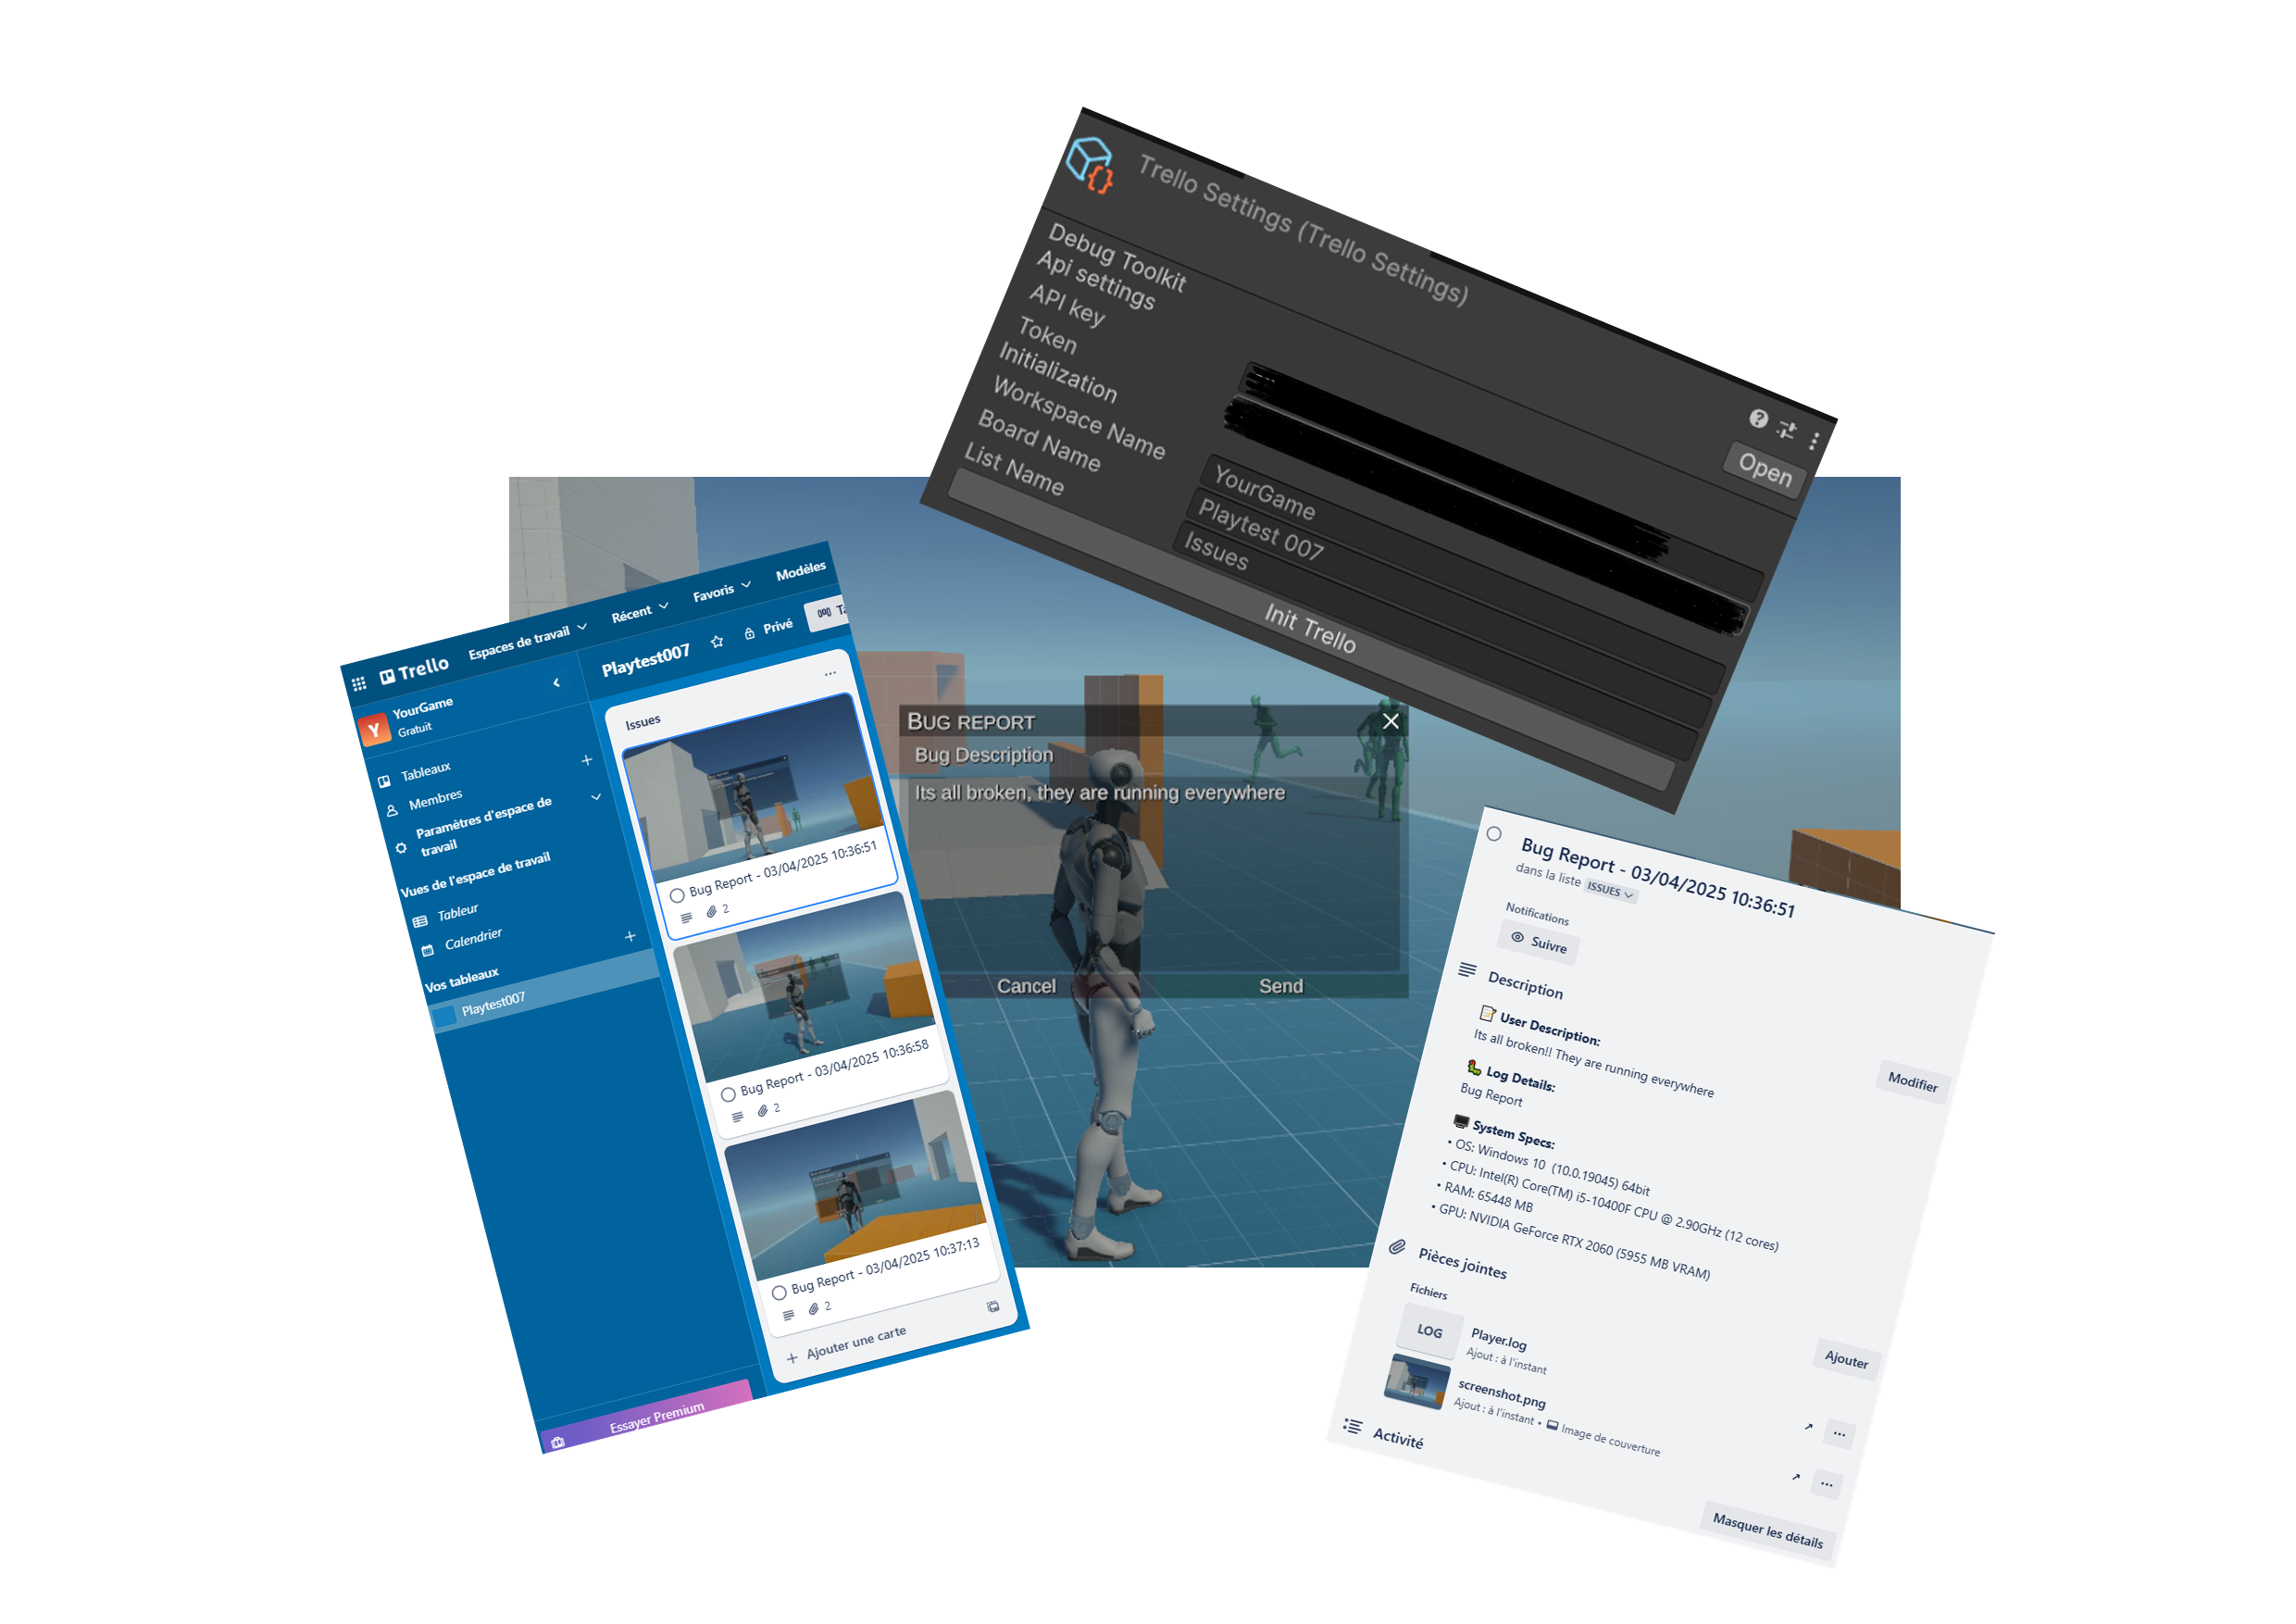 Trello Settings (Trello Settings)
Open
Debug Toolkit
Api settings
API key
Token
Initialization
Workspace Name
YourGame
Board Name
Playtest 007
List Name
Issues
Init Trello
Trello
Espaces de travail
Récent
Favoris
Modèles
Y
YourGame
Gratuit
Tableaux
Membres
Paramètres d'espace de
travail
Vues de l'espace de travail
Tableur
Calendrier
Vos tableaux
Playtest007
Essayer Premium
Playtest007
Privé
Issues
Bug Report - 03/04/2025 10:36:51
2
Bug Report - 03/04/2025 10:36:58
2
Bug Report - 03/04/2025 10:37:13
2
Ajouter une carte
BUG REPORT
Bug Description
Its all broken, they are running everywhere
Cancel
Send
Bug Report - 03/04/2025 10:36:51
dans la liste ISSUES
Notifications
Suivre
Description
Modifier
User Description:
Its all broken!! They are running everywhere
Log Details:
Bug Report
System Specs:
• OS: Windows 10 (10.0.19045) 64bit
• CPU: Intel(R) Core(TM) i5-10400F CPU @ 2.90GHz (12 cores)
• RAM: 65448 MB
• GPU: NVIDIA GeForce RTX 2060 (5955 MB VRAM)
Pièces jointes
Ajouter
Fichiers
LOG
Player.log
Ajout : à l'instant
screenshot.png
Ajout : à l'instant • Image de couverture
Activité
Masquer les détails